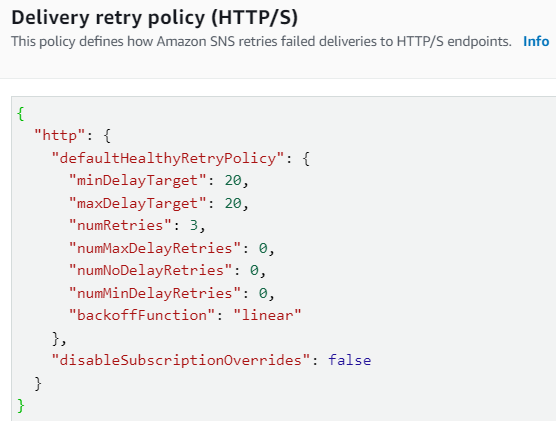 Delivery retry policy (HTTP/S)
This policy defines how Amazon SNS retries failed deliveries to HTTP/S endpoints. Info
{
  "http": {
    "defaultHealthyRetryPolicy": {
      "minDelayTarget": 20,
      "maxDelayTarget": 20,
      "numRetries": 3,
      "numMaxDelayRetries": 0,
      "numNoDelayRetries": 0,
      "numMinDelayRetries": 0,
      "backoffFunction": "linear"
    },
    "disableSubscriptionOverrides": false
  }
}